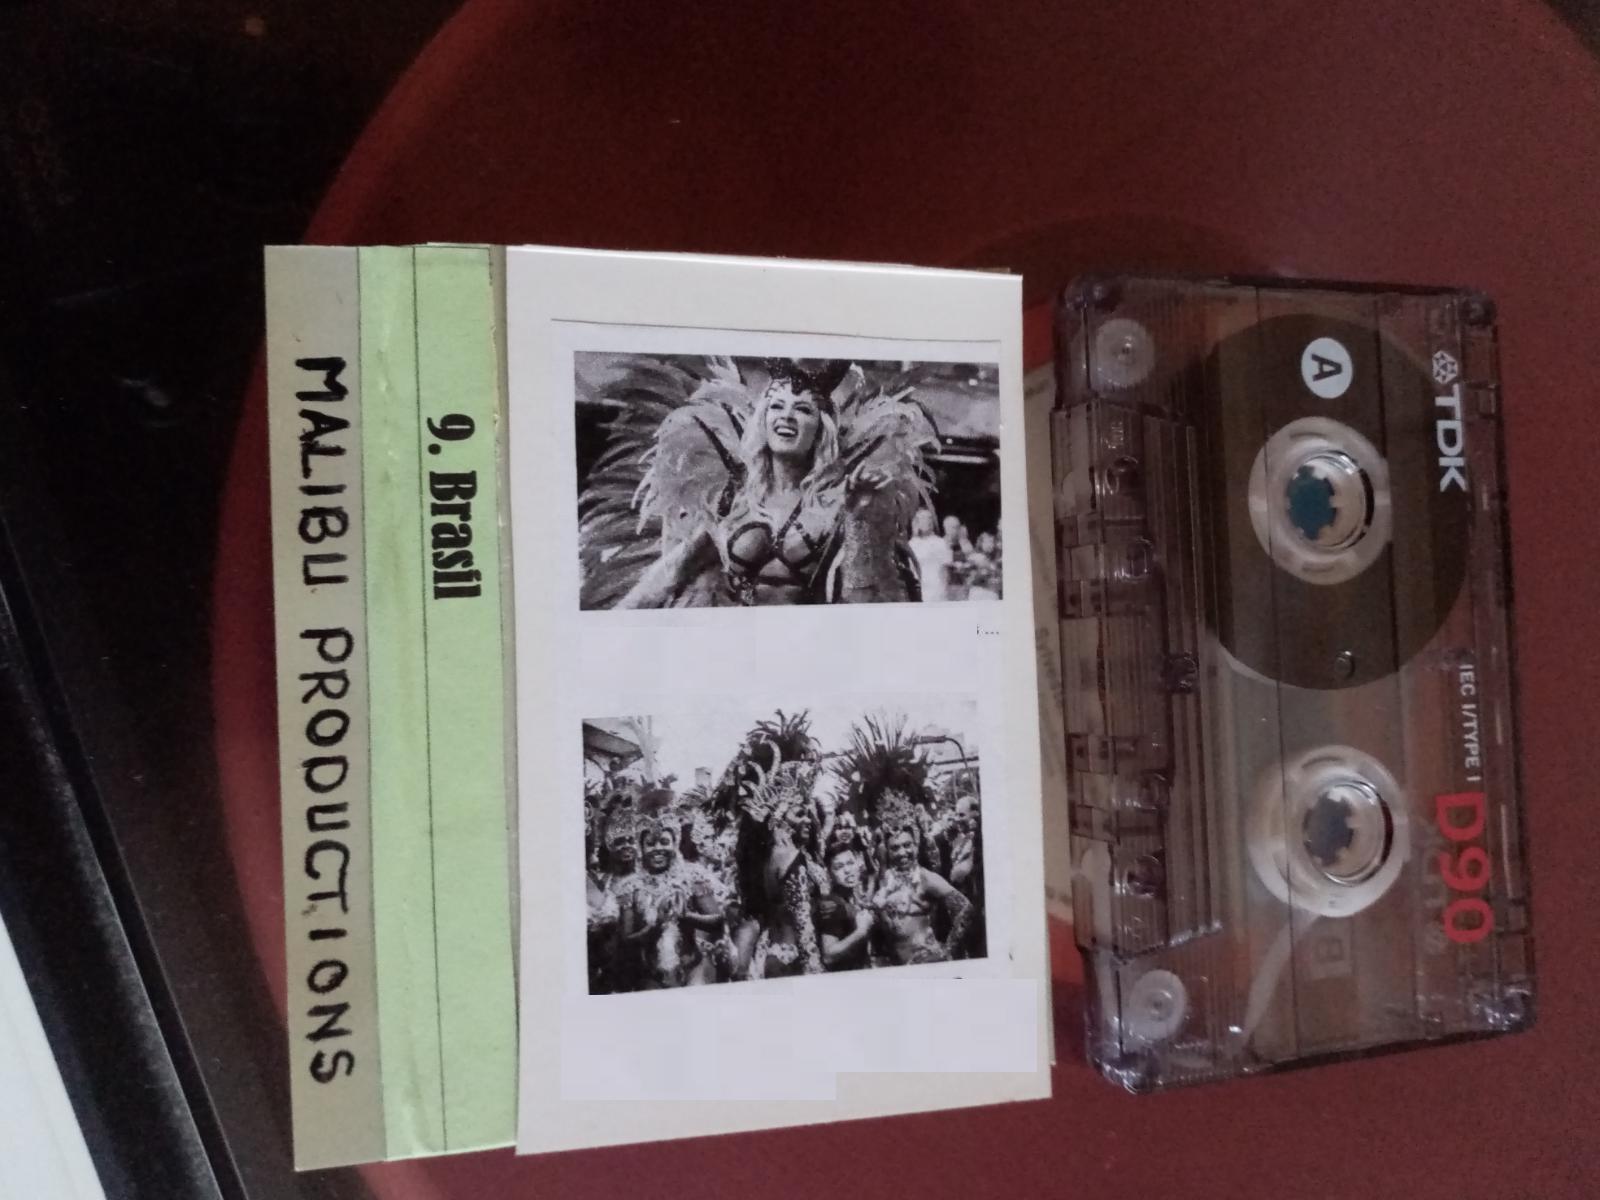 MALIBU PRODUCTIONS
9. Brasil
A
TDK
IEC I/TYPE I
D90